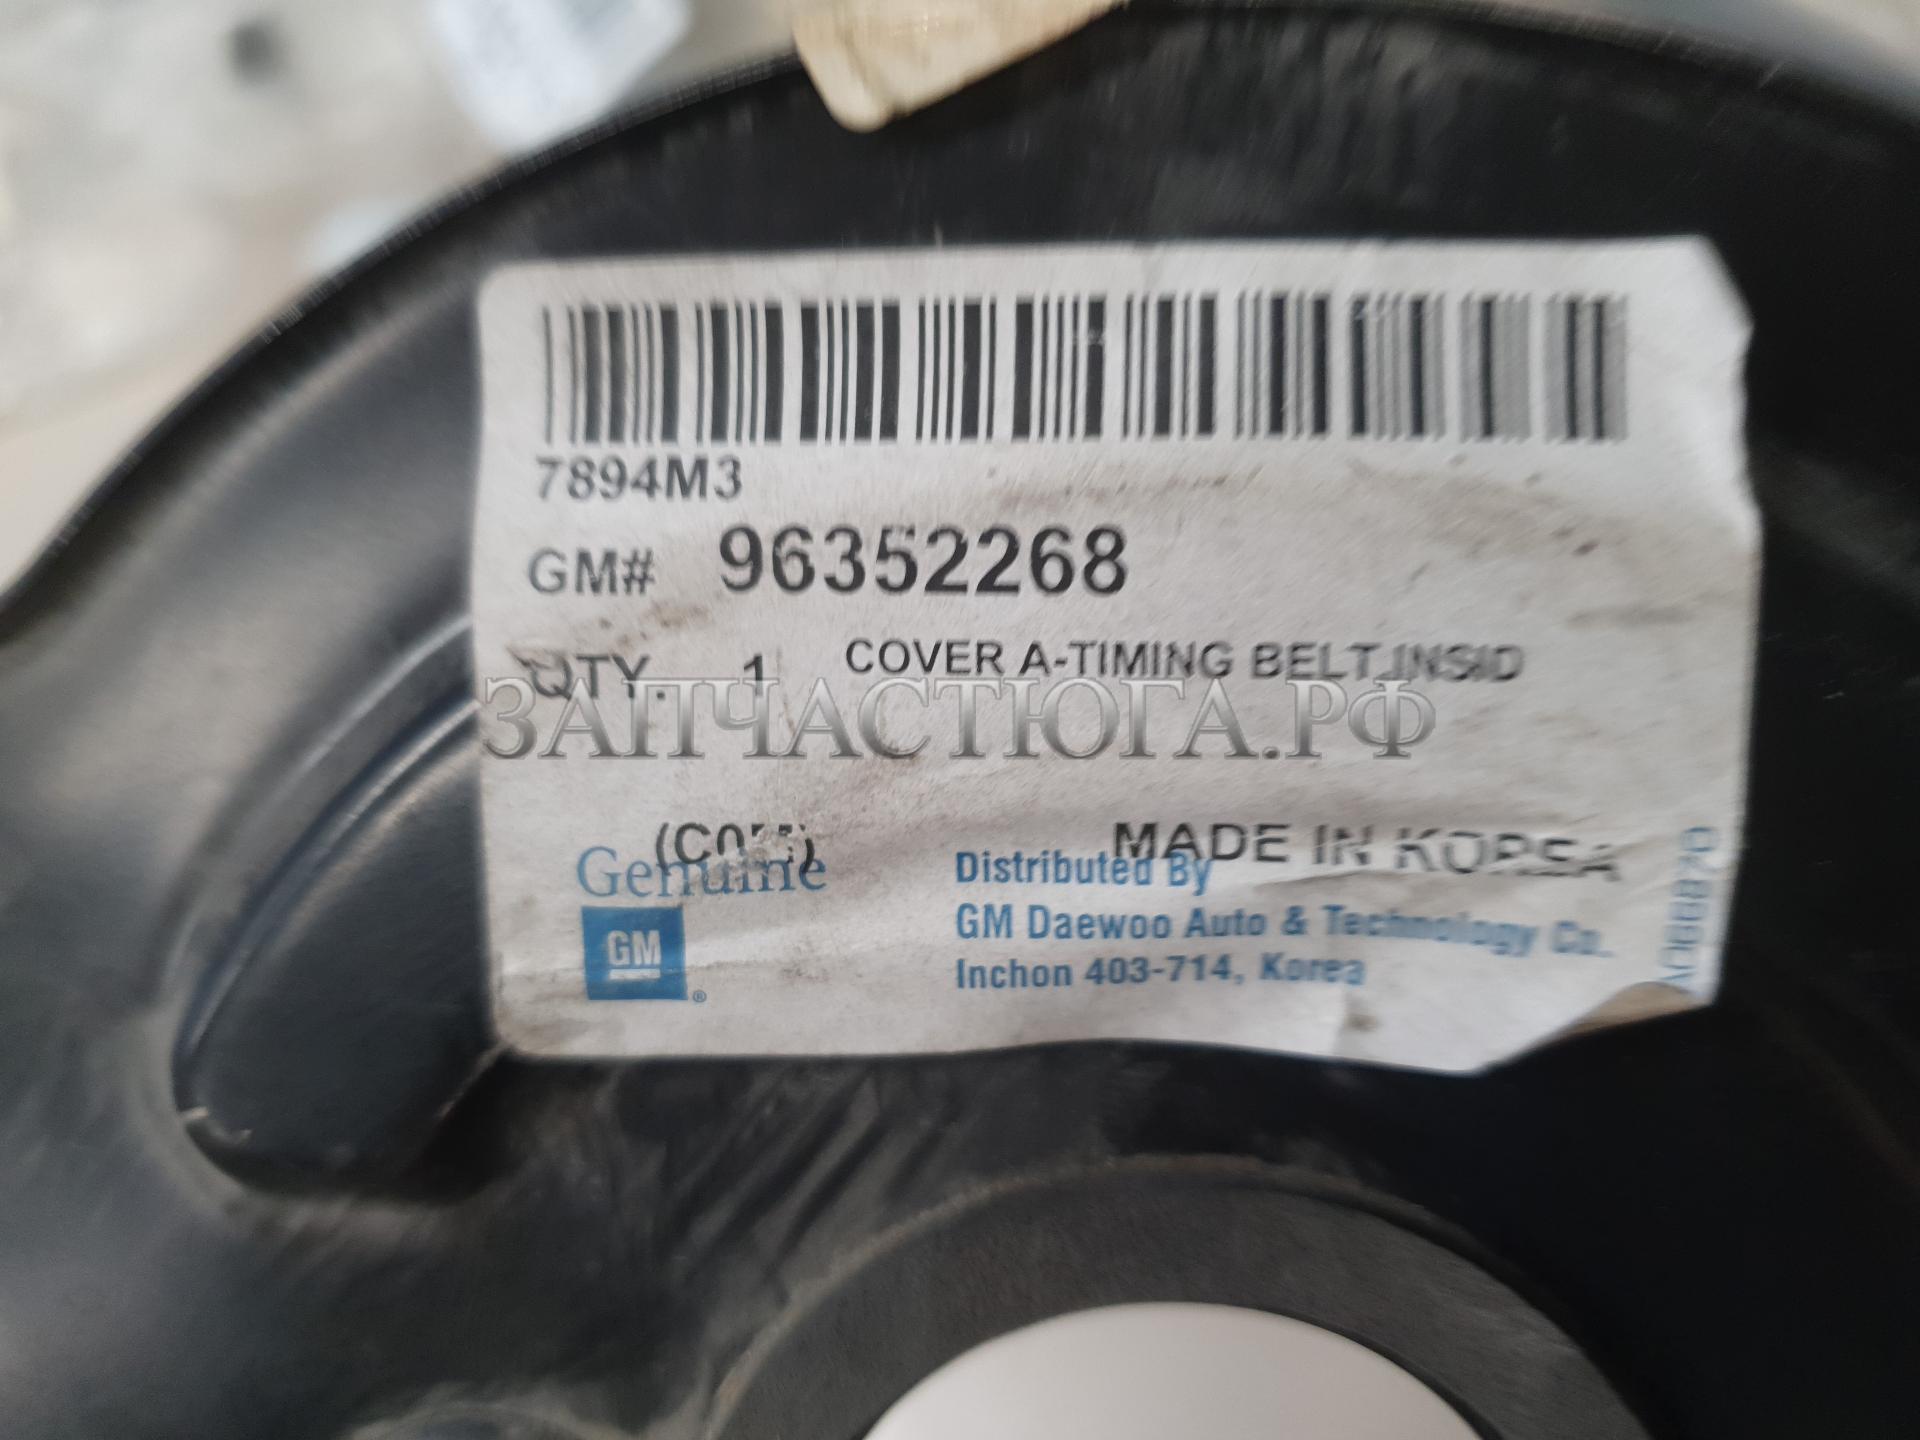 7894M3
GM# 96352268
QTY. 1 COVER A-TIMING BELT,INSID
ЗАПЧАСТЮГА.РФ
MADE IN KOREA
Genuine
GM ®
Distributed By
GM Daewoo Auto & Technology Co.
Inchon 403-714, Korea